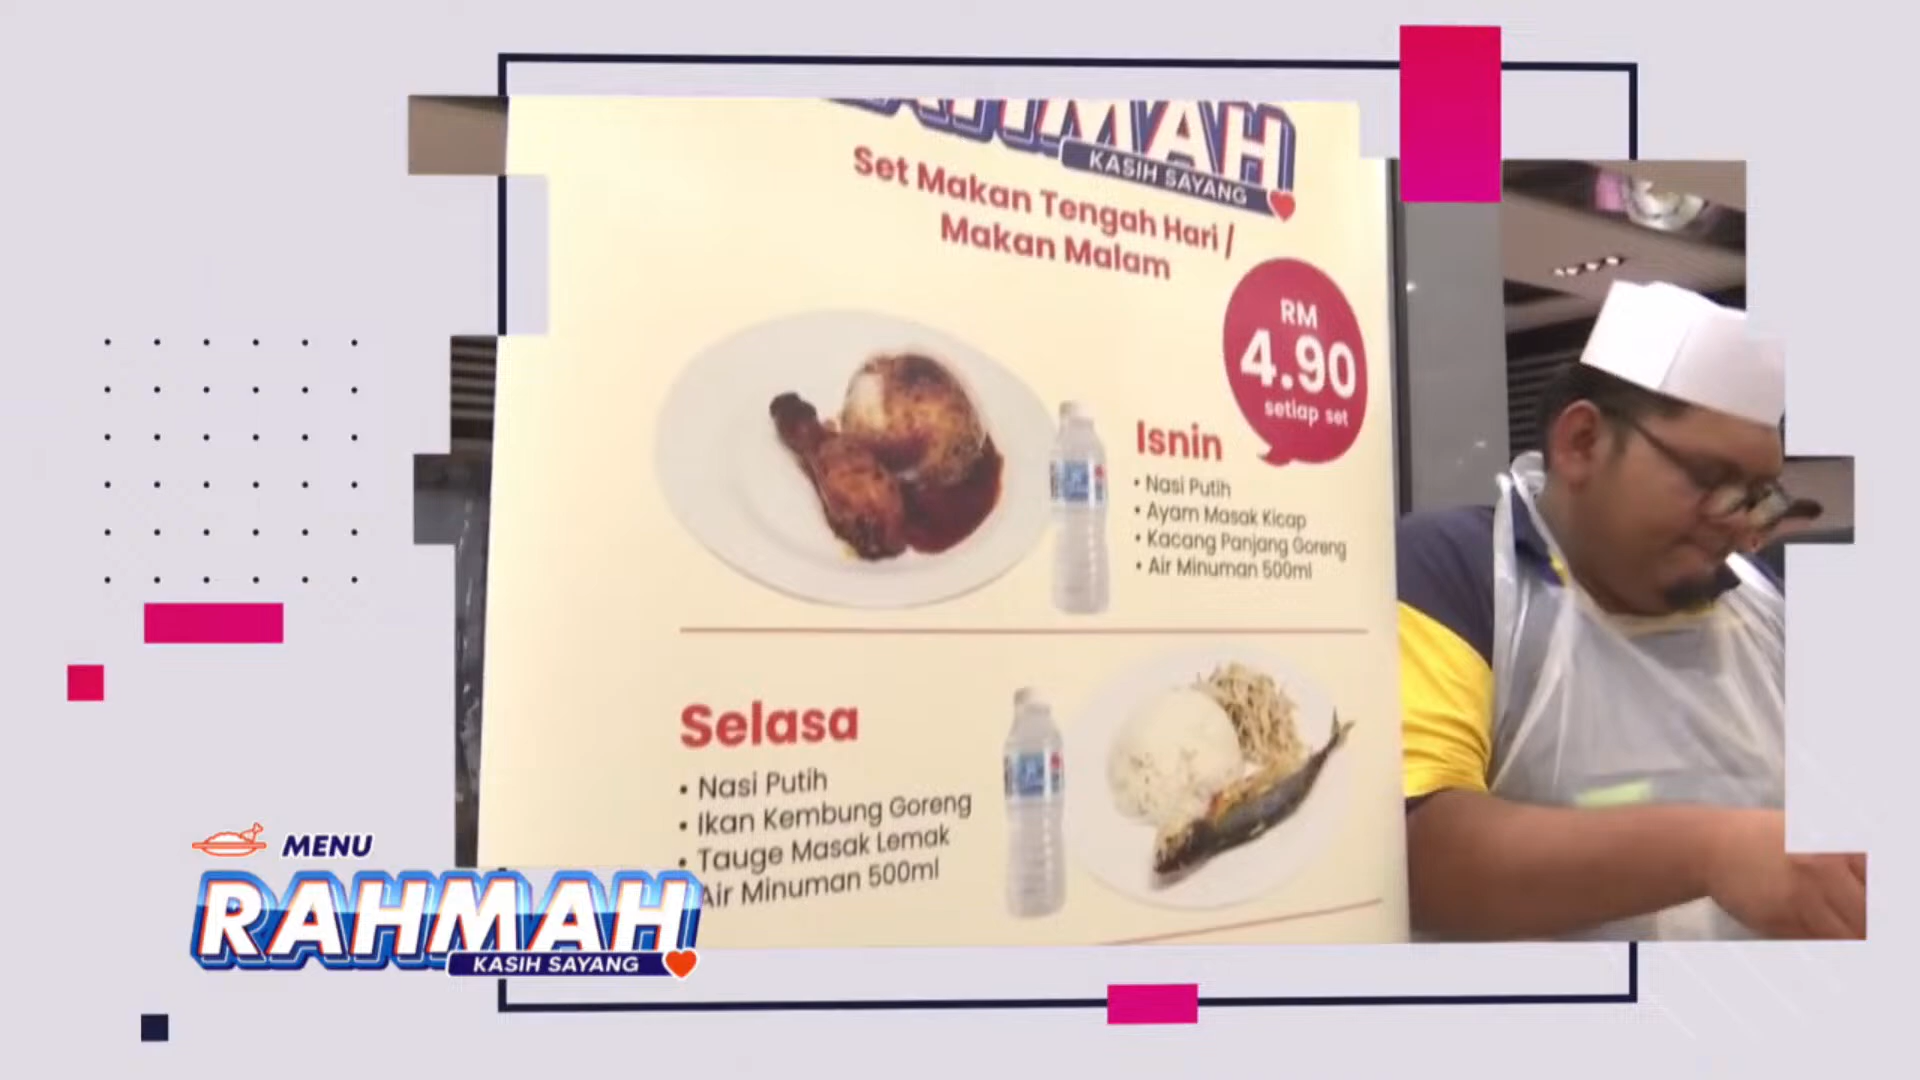 RAHMAH
KASIH SAYANG
Set Makan Tengah Hari /
Makan Malam
RM
4.90
setiap set
Isnin
• Nasi Putih
• Ayam Masak Kicap
• Kacang Panjang Goreng
• Air Minuman 500ml
Selasa
• Nasi Putih
• Ikan Kembung Goreng
• Tauge Masak Lemak
Air Minuman 500ml
MENU
RAHMAH
KASIH SAYANG